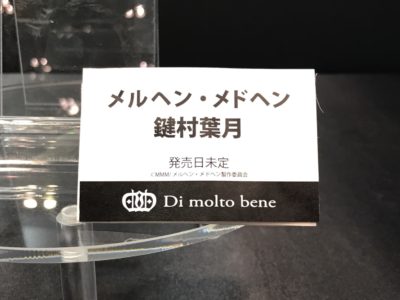 メルヘン・メドヘン
鍵村葉月
発売日未定
©MMM/メルヘン・メドヘン製作委員会
Di molto bene